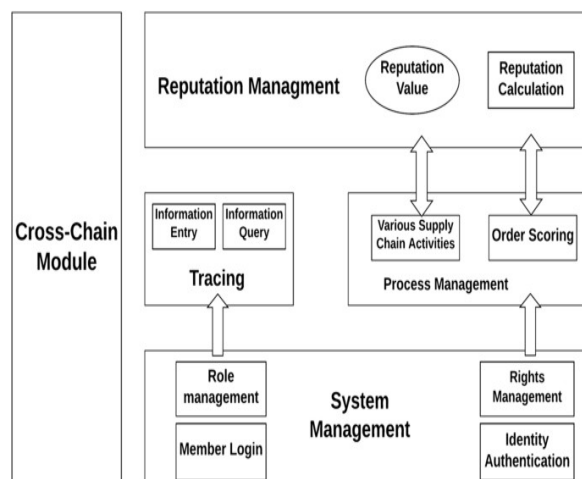 Reputation
Value
Reputation
Calculation
Reputation Managment
Cross-Chain
Module
Information
Entry
Information
Query
Tracing
Various Supply
Chain Activities
Order Scoring
Process Management
Role
management
Member Login
System
Management
Rights
Management
Identity
Authentication